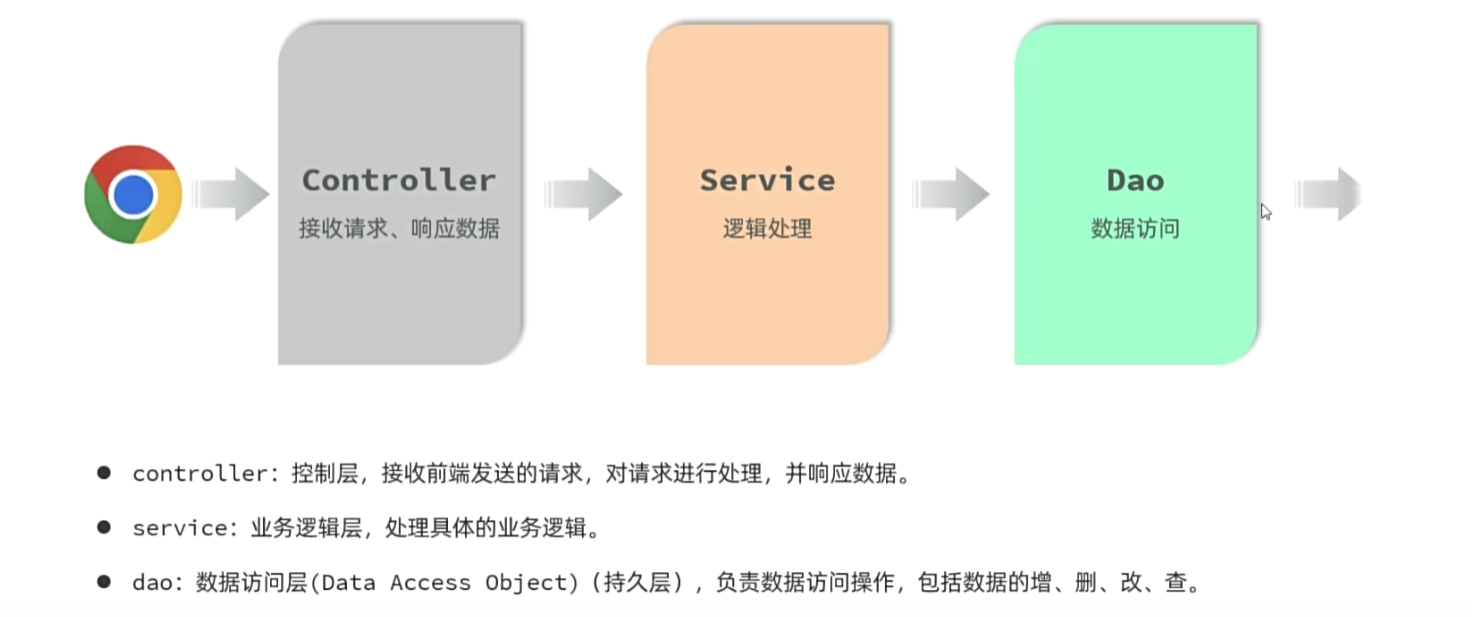 Controller
接收请求、响应数据
Service
逻辑处理
Dao
数据访问
controller：控制层，接收前端发送的请求，对请求进行处理，并响应数据。
service：业务逻辑层，处理具体的业务逻辑。
dao：数据访问层(Data Access Object)（持久层），负责数据访问操作，包括数据的增、删、改、查。